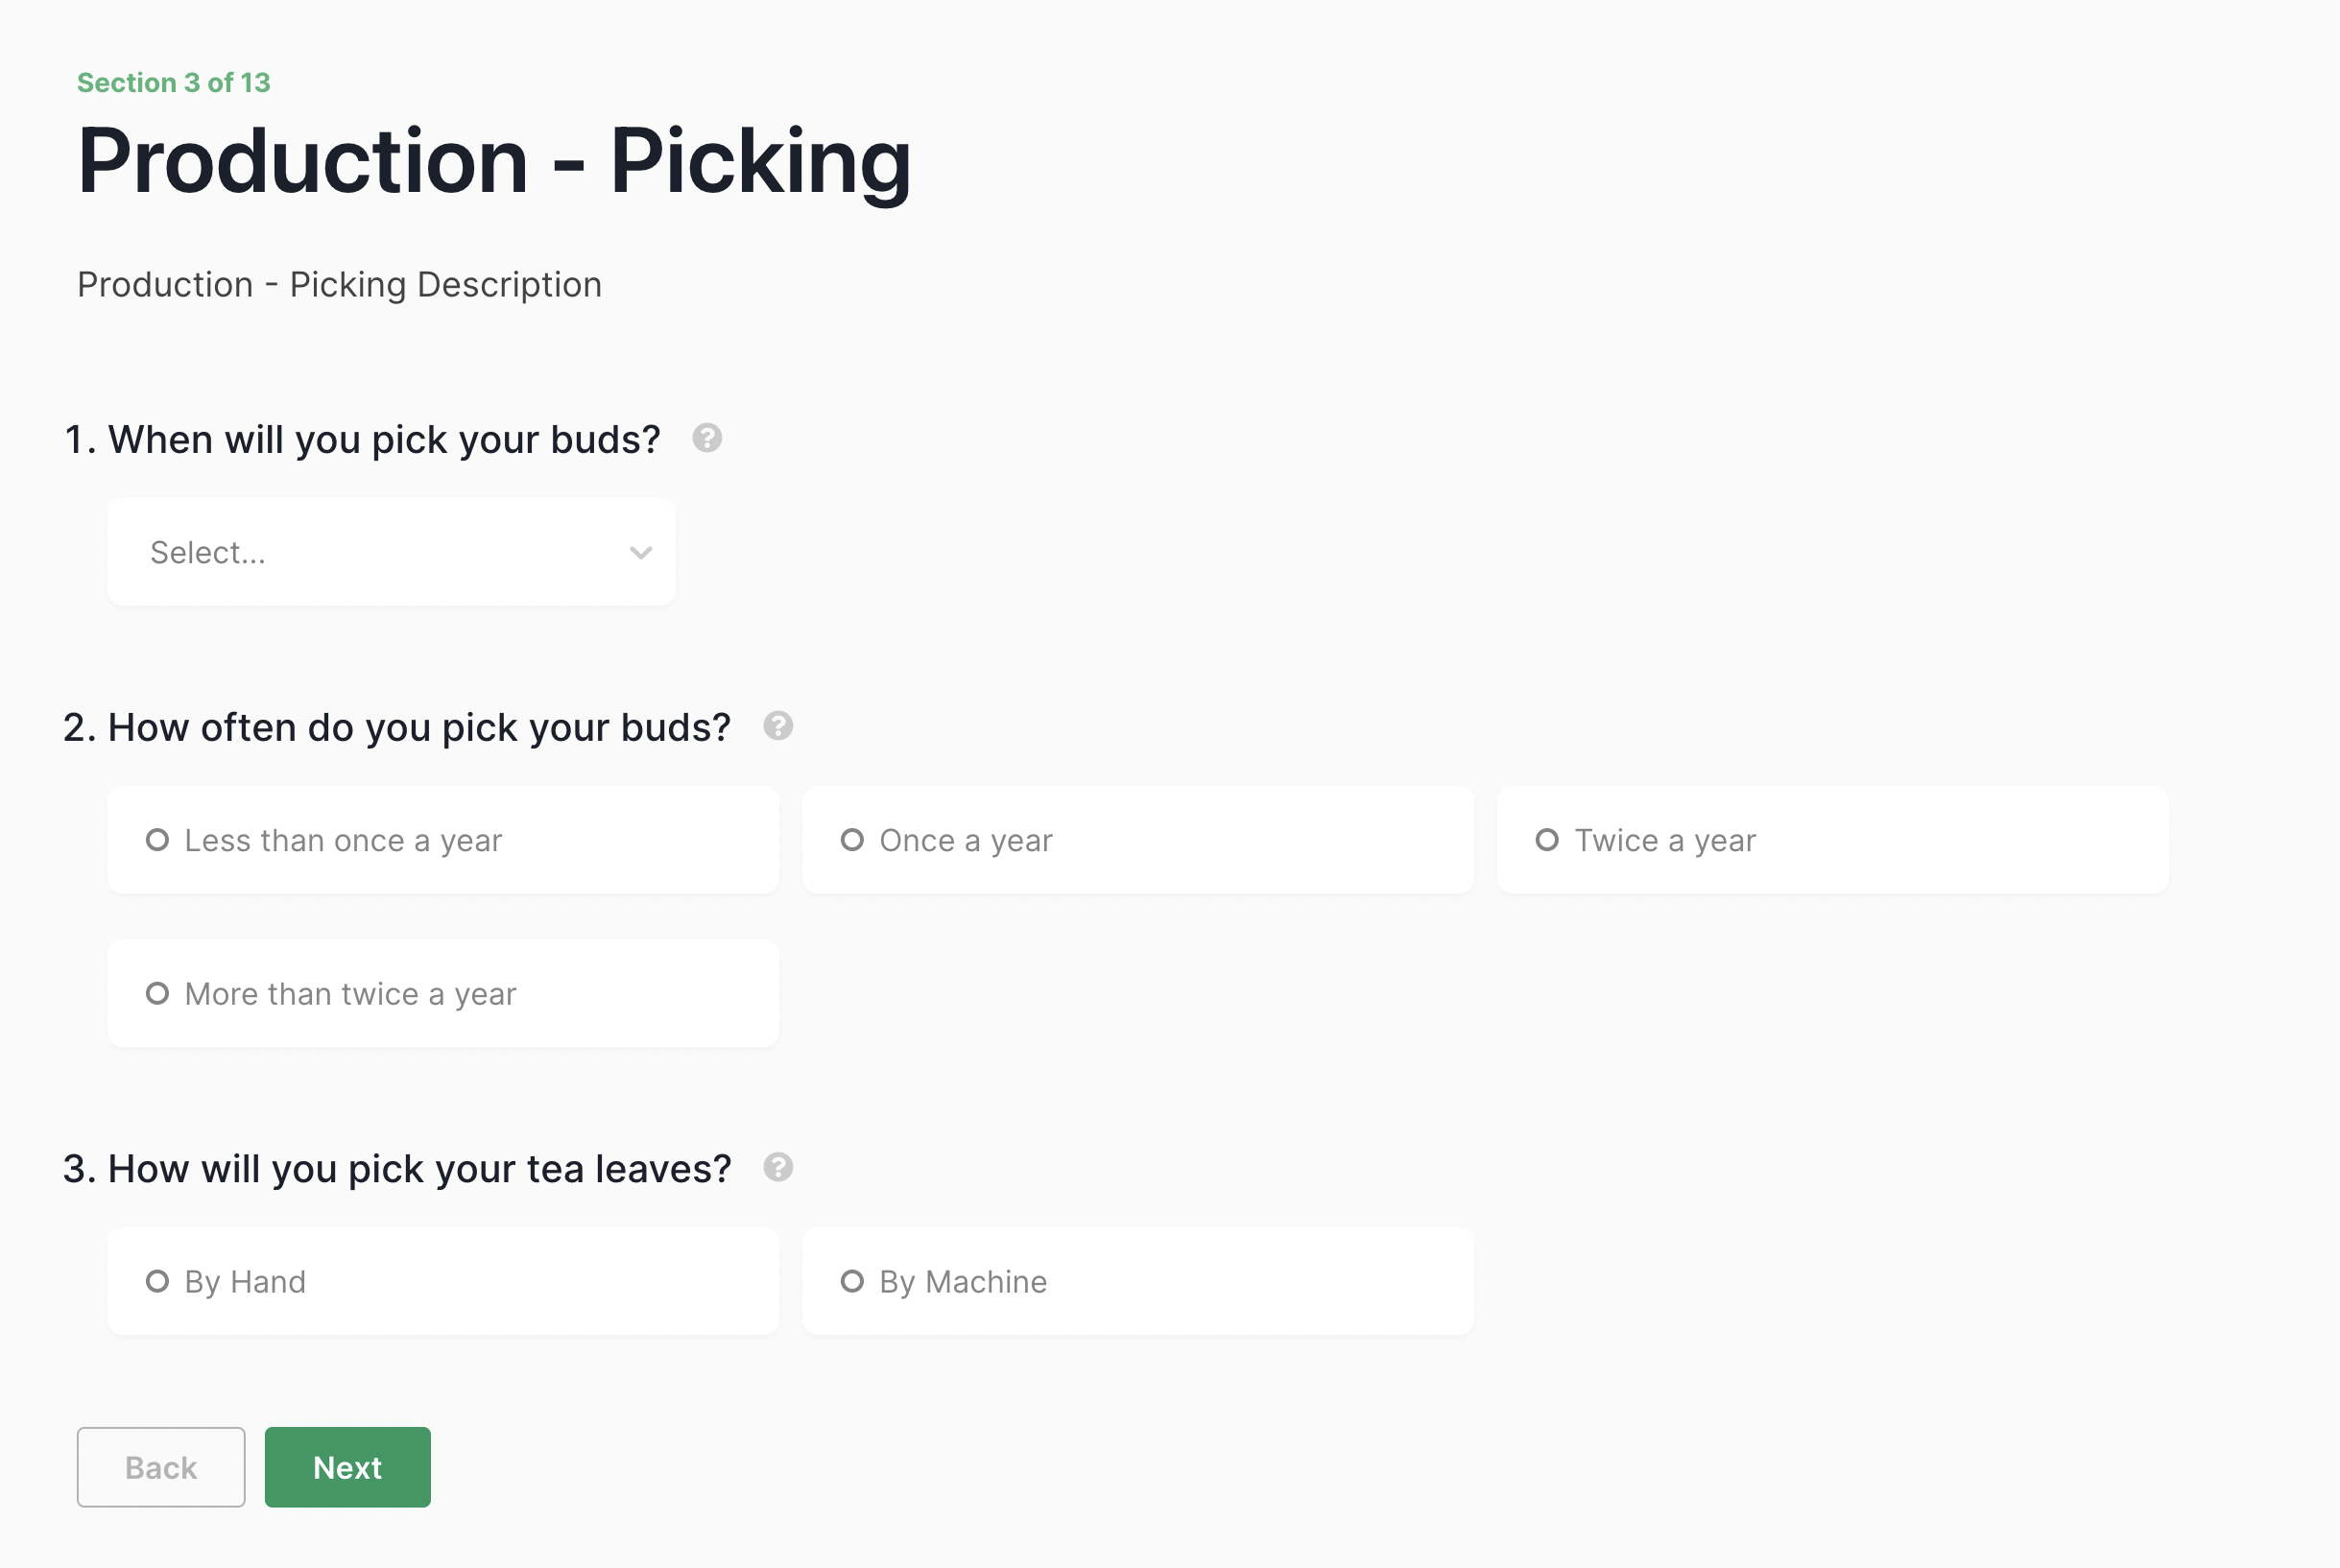 Section 3 of 13
Production - Picking
Production - Picking Description
1. When will you pick your buds? ?
Select...
2. How often do you pick your buds? ?
Less than once a year
Once a year
Twice a year
More than twice a year
3. How will you pick your tea leaves? ?
By Hand
By Machine
Back
Next